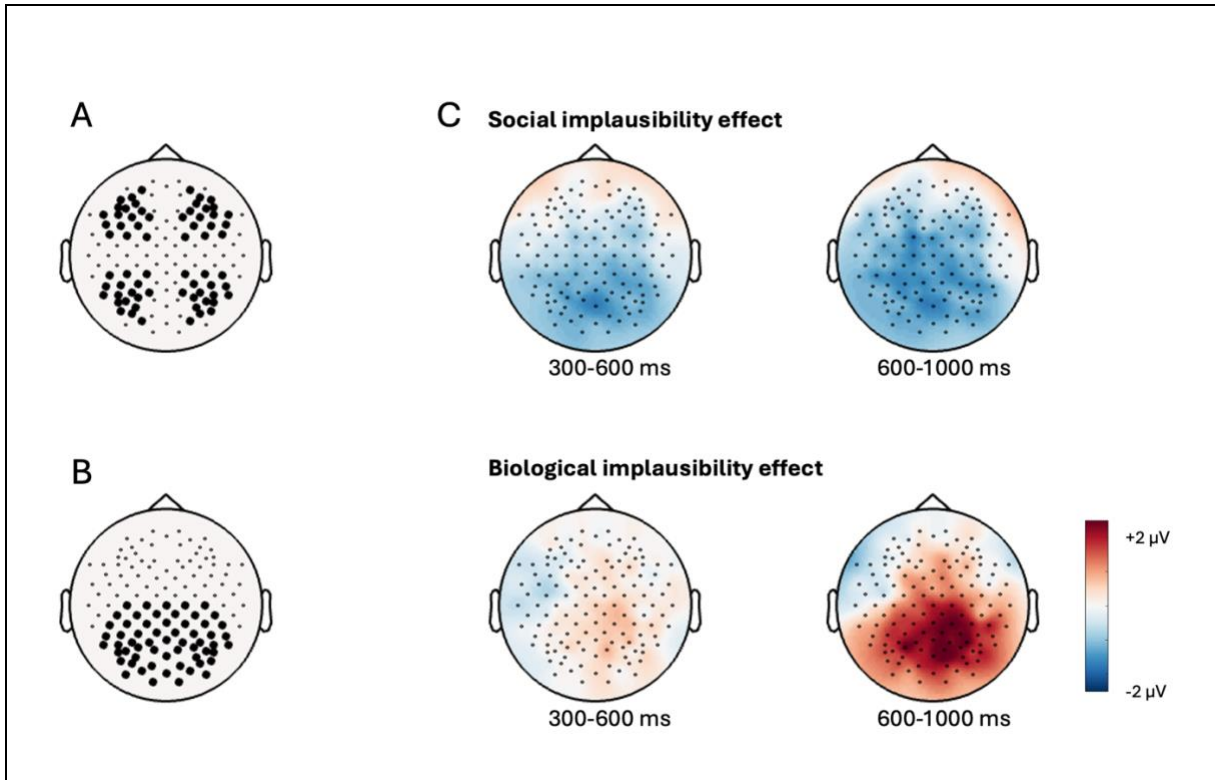 A
C
Social implausibility effect
300-600 ms
600-1000 ms
B
Biological implausibility effect
+2 µV
-2 µV
300-600 ms
600-1000 ms